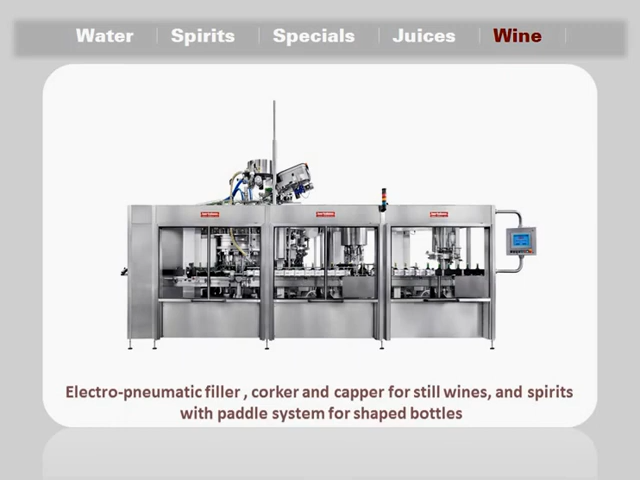 Water Spirits Specials Juices Wine
Electro-pneumatic filler , corker and capper for still wines, and spirits
with paddle system for shaped bottles